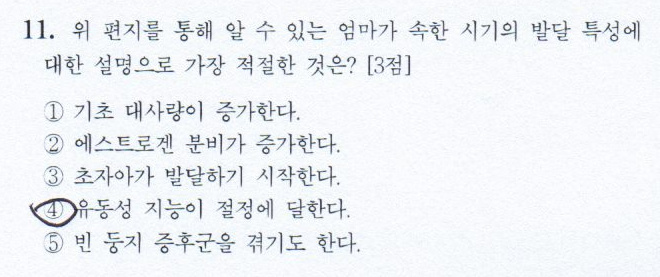 11. 위 편지를 통해 알 수 있는 엄마가 속한 시기의 발달 특성에
대한 설명으로 가장 적절한 것은? [3점]
① 기초 대사량이 증가한다.
② 에스트로겐 분비가 증가한다.
③ 초자아가 발달하기 시작한다.
④ 유동성 지능이 절정에 달한다.
⑤ 빈 둥지 증후군을 겪기도 한다.